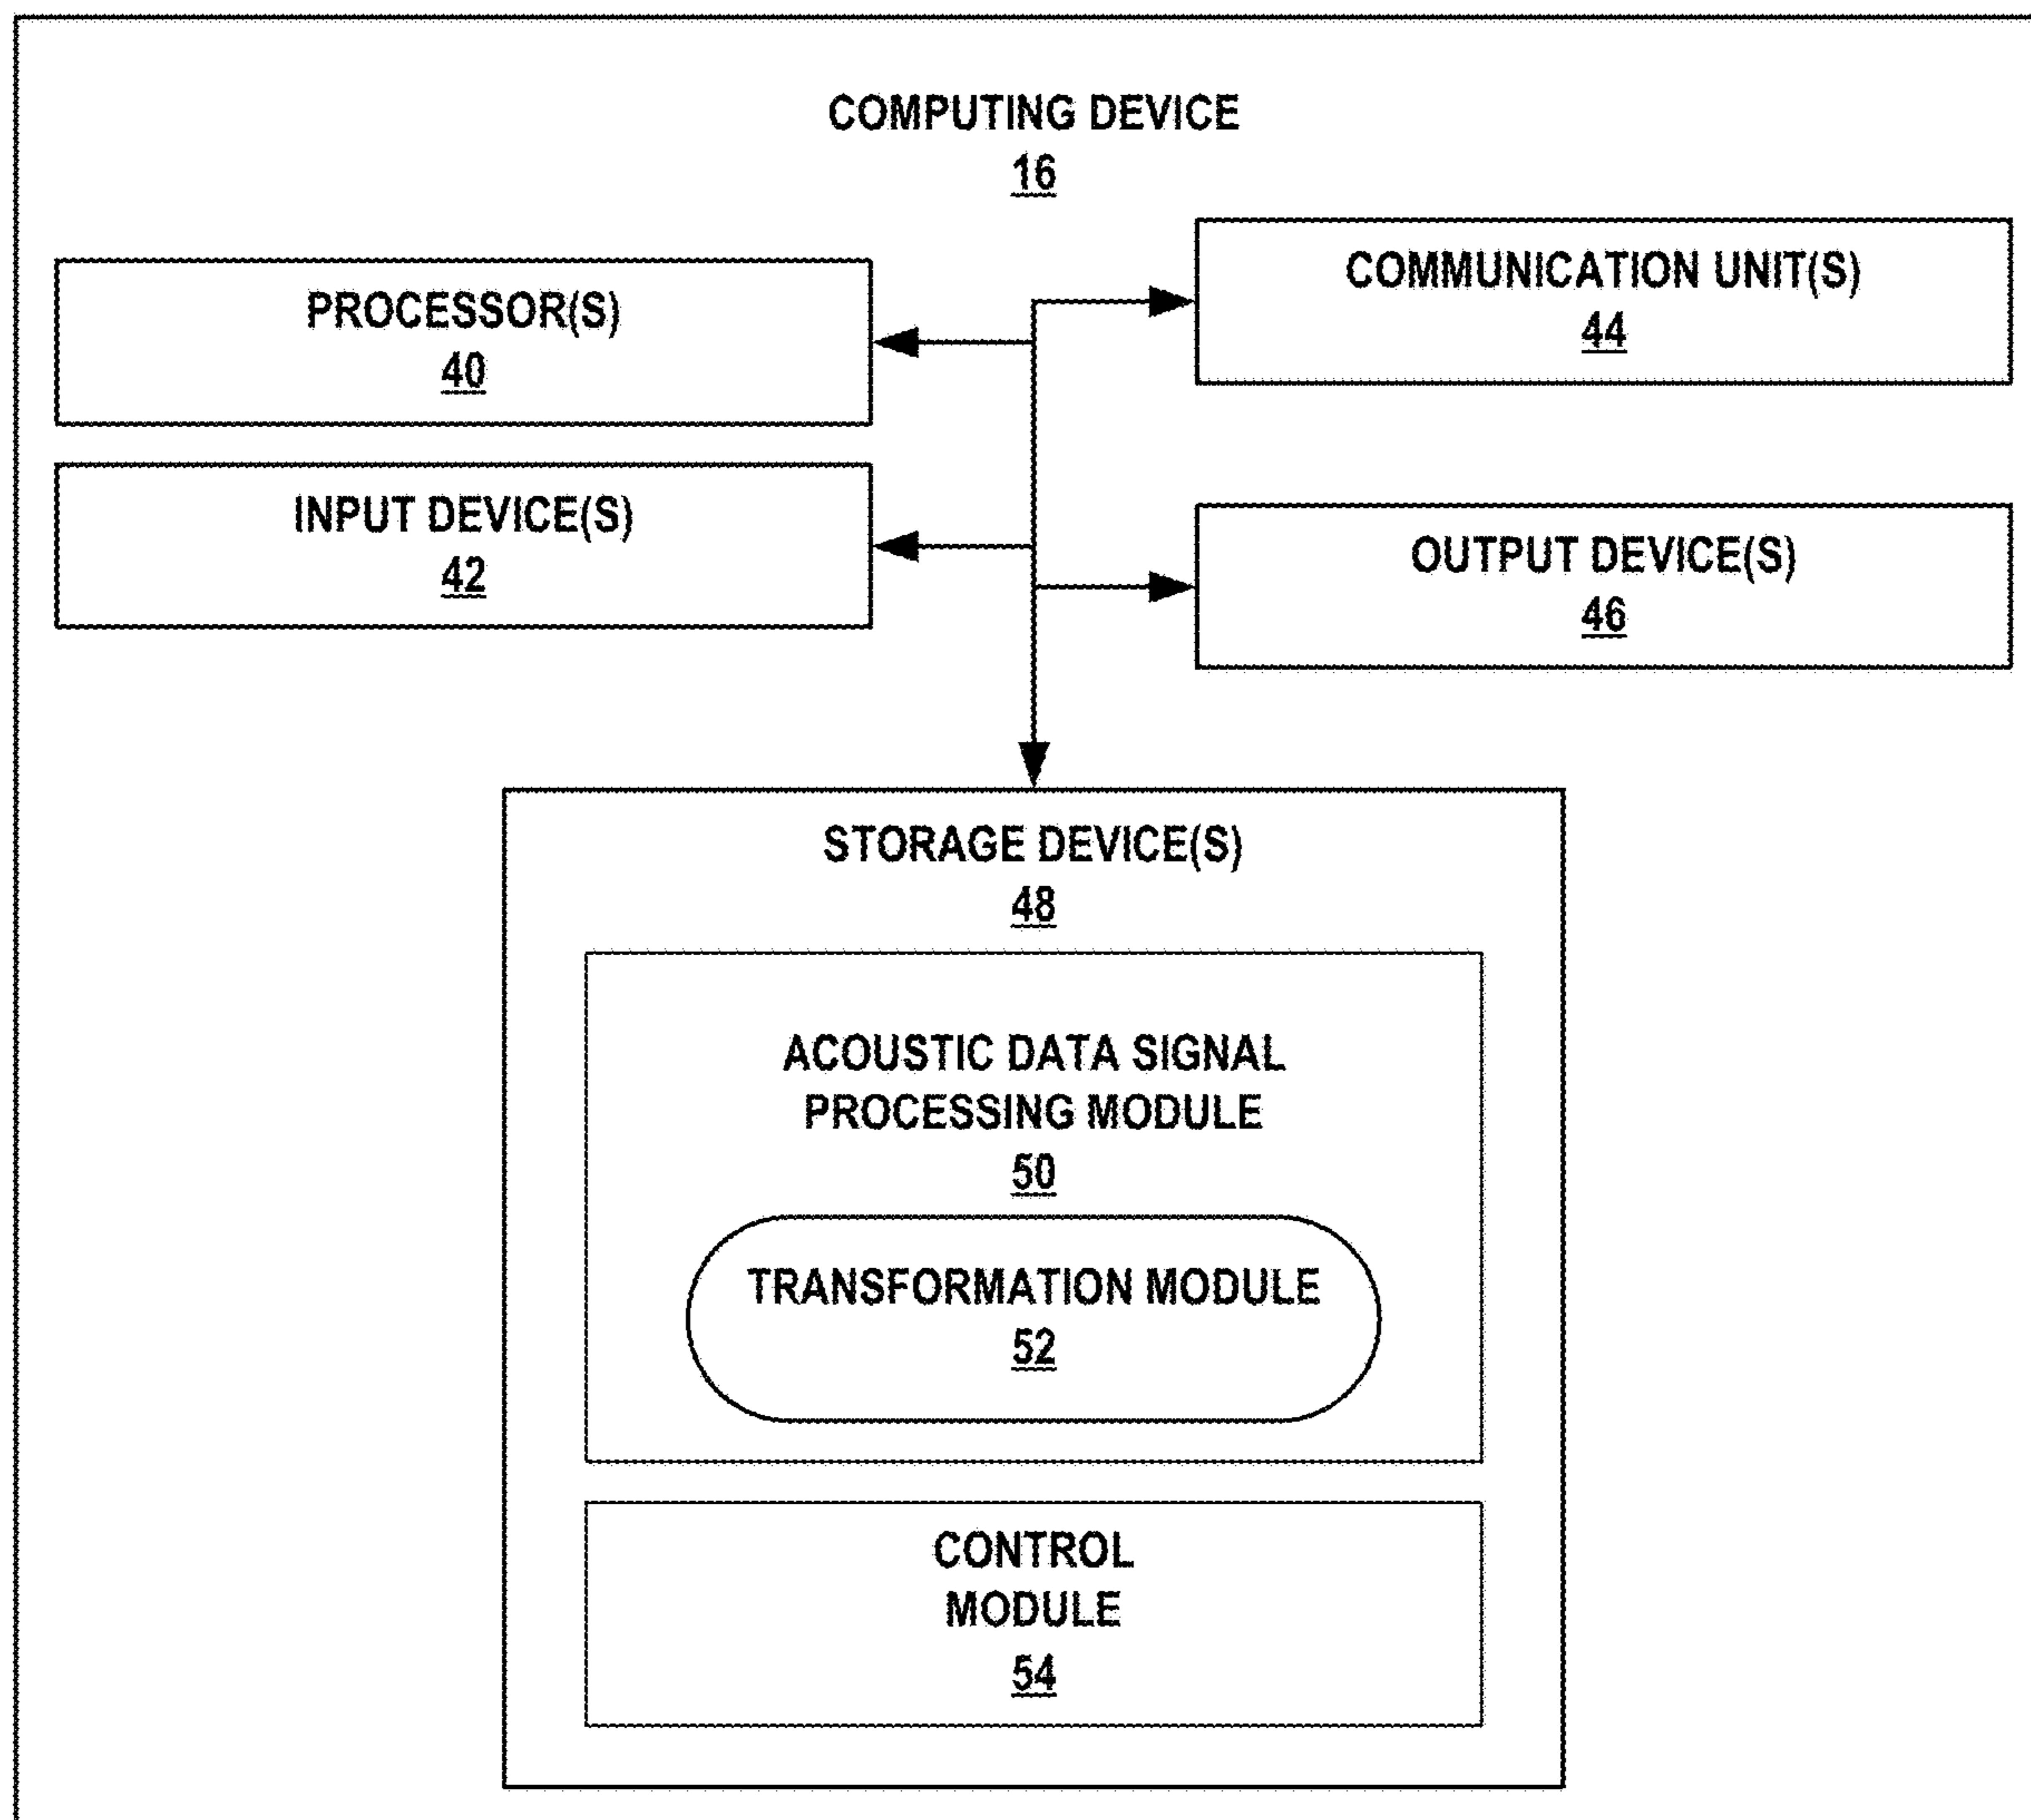 COMPUTING DEVICE
16
PROCESSOR(S)
40
COMMUNICATION UNIT(S)
44
INPUT DEVICE(S)
42
OUTPUT DEVICE(S)
46
STORAGE DEVICE(S)
48
ACOUSTIC DATA SIGNAL
PROCESSING MODULE
50
TRANSFORMATION MODULE
52
CONTROL
MODULE
54